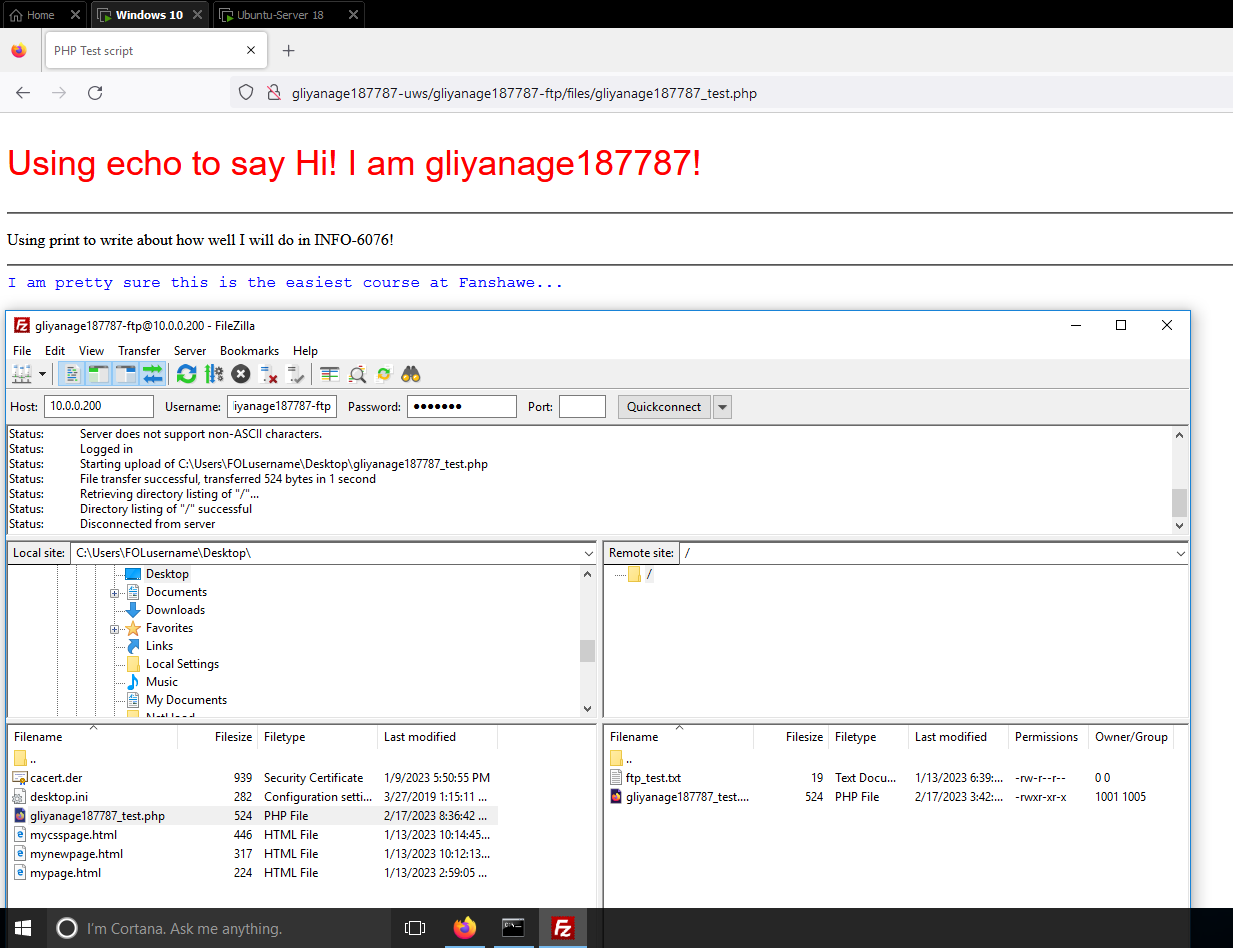 Home
Windows 10
Ubuntu-Server 18
PHP Test script
gliyanage187787-uws/gliyanage187787-ftp/files/gliyanage187787_test.php
Using echo to say Hi! I am gliyanage187787!
Using print to write about how well I will do in INFO-6076!
I am pretty sure this is the easiest course at Fanshawe...
gliyanage187787-ftp@10.0.0.200 - FileZilla
File Edit View Transfer Server Bookmarks Help
Host: 10.0.0.200 Username: iyanage187787-ftp Password: ●●●●●●● Port: Quickconnect
Status: Server does not support non-ASCII characters.
Status: Logged in
Status: Starting upload of C:\Users\FOLusername\Desktop\gliyanage187787_test.php
Status: File transfer successful, transferred 524 bytes in 1 second
Status: Retrieving directory listing of "/"...
Status: Directory listing of "/" successful
Status: Disconnected from server
Local site: C:\Users\FOLusername\Desktop\
Desktop
Documents
Downloads
Favorites
Links
Local Settings
Music
My Documents
Remote site: /
/
Filename Filesize Filetype Last modified
..
cacert.der 939 Security Certificate 1/9/2023 5:50:55 PM
desktop.ini 282 Configuration setti... 3/27/2019 1:15:11 ...
gliyanage187787_test.php 524 PHP File 2/17/2023 8:36:42 ...
mycsspage.html 446 HTML File 1/13/2023 10:14:45...
mynewpage.html 317 HTML File 1/13/2023 10:12:13...
mypage.html 224 HTML File 1/13/2023 2:59:05 ...
Filename Filesize Filetype Last modified Permissions Owner/Group
..
ftp_test.txt 19 Text Docu... 1/13/2023 6:39:... -rw-r--r-- 0 0
gliyanage187787_test.... 524 PHP File 2/17/2023 3:42:... -rwxr-xr-x 1001 1005
I'm Cortana. Ask me anything.